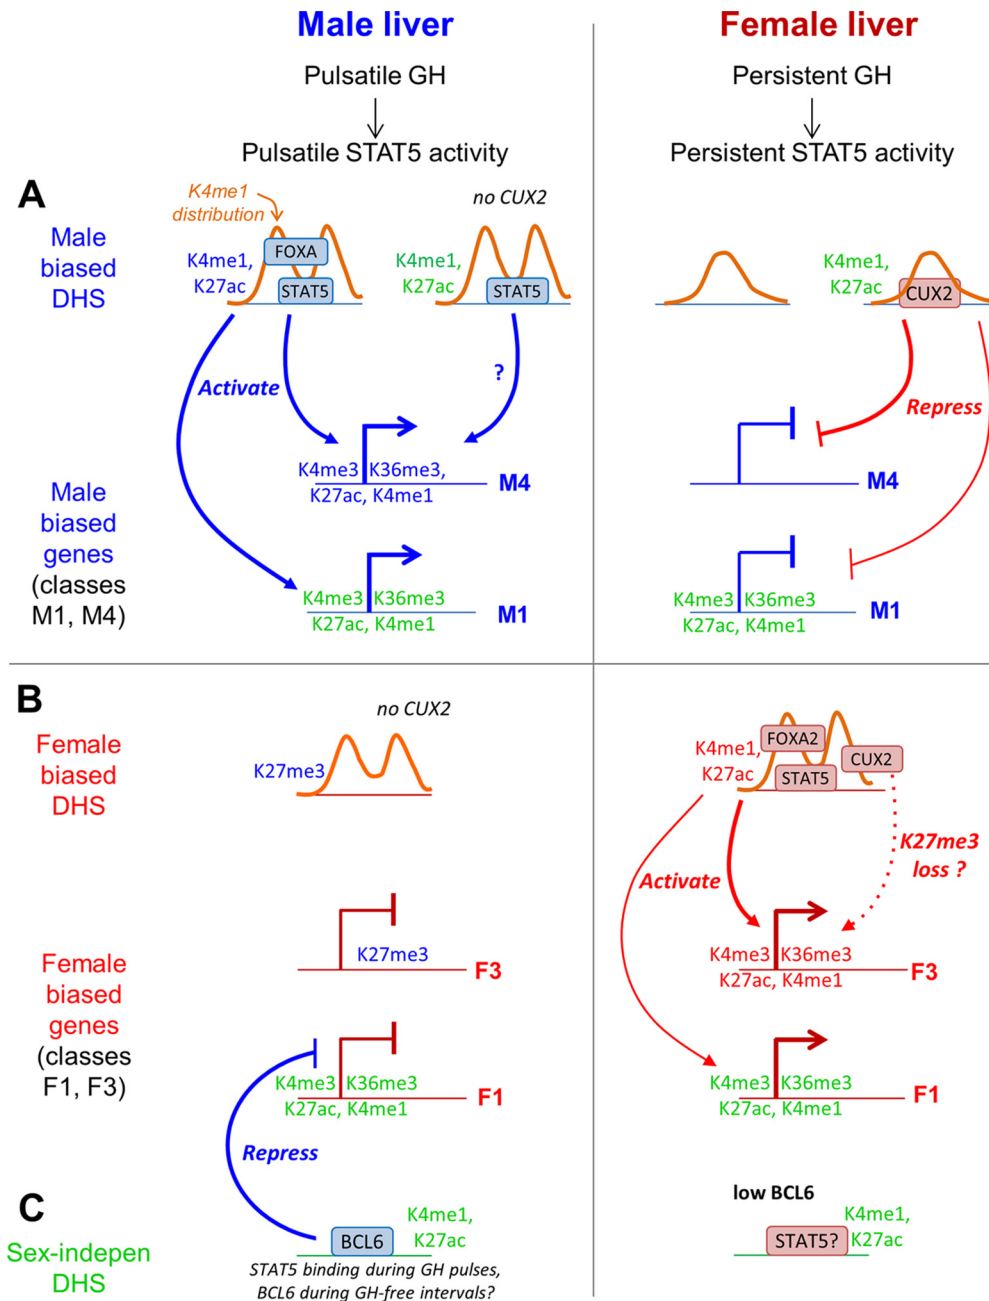 Male liver
Female liver
Pulsatile GH
Persistent GH
Pulsatile STAT5 activity
Persistent STAT5 activity
A
Male
biased
DHS
K4me1
distribution
no CUX2
K4me1,
K27ac
FOXA
STAT5
K4me1,
K27ac
STAT5
K4me1,
K27ac
CUX2
Activate
?
Repress
Male
biased
genes
(classes
M1, M4)
K4me3 K36me3,
K27ac, K4me1
M4
M4
K4me3 K36me3
K27ac, K4me1
M1
K4me3 K36me3
K27ac, K4me1
M1
B
Female
biased
DHS
no CUX2
K27me3
K4me1,
K27ac
FOXA2
STAT5
CUX2
Activate
K27me3
loss ?
Female
biased
genes
(classes
F1, F3)
K27me3
F3
K4me3 K36me3
K27ac, K4me1
F3
K4me3 K36me3
K27ac, K4me1
F1
K4me3 K36me3
K27ac, K4me1
F1
Repress
C
Sex-indepen
DHS
BCL6
K4me1,
K27ac
STAT5 binding during GH pulses,
BCL6 during GH-free intervals?
low BCL6
STAT5?
K4me1,
K27ac